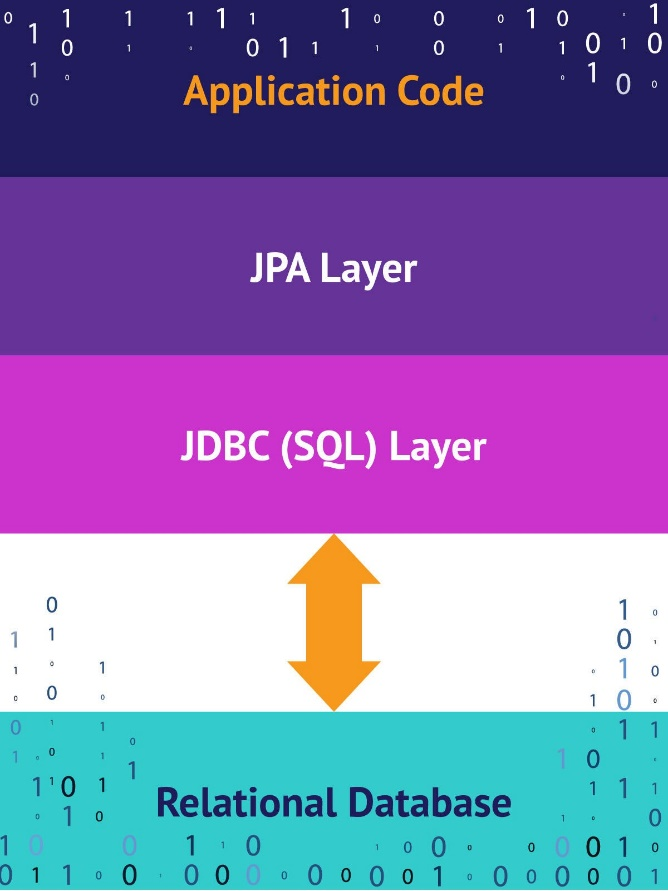 Application Code
JPA Layer
JDBC (SQL) Layer
Relational Database